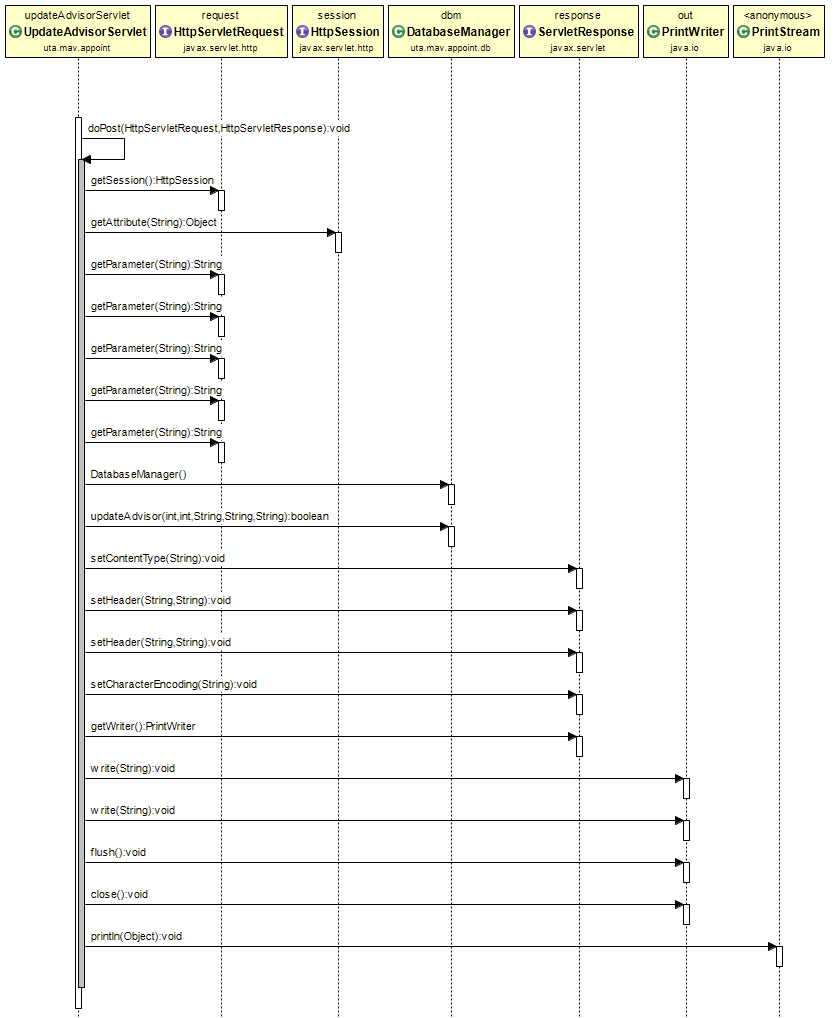 updateAdvisorServlet
C UpdateAdvisorServlet
uta.mav.appoint
request
I HttpServletRequest
javax.servlet.http
session
I HttpSession
javax.servlet.http
dbm
C DatabaseManager
uta.mav.appoint.db
response
I ServletResponse
javax.servlet
out
C PrintWriter
java.io
<anonymous>
C PrintStream
java.io
doPost(HttpServletRequest,HttpServletResponse):void
getSession():HttpSession
getAttribute(String):Object
getParameter(String):String
getParameter(String):String
getParameter(String):String
getParameter(String):String
getParameter(String):String
DatabaseManager()
updateAdvisor(int,int,String,String,String):boolean
setContentType(String):void
setHeader(String,String):void
setHeader(String,String):void
setCharacterEncoding(String):void
getWriter():PrintWriter
write(String):void
write(String):void
flush():void
close():void
println(Object):void